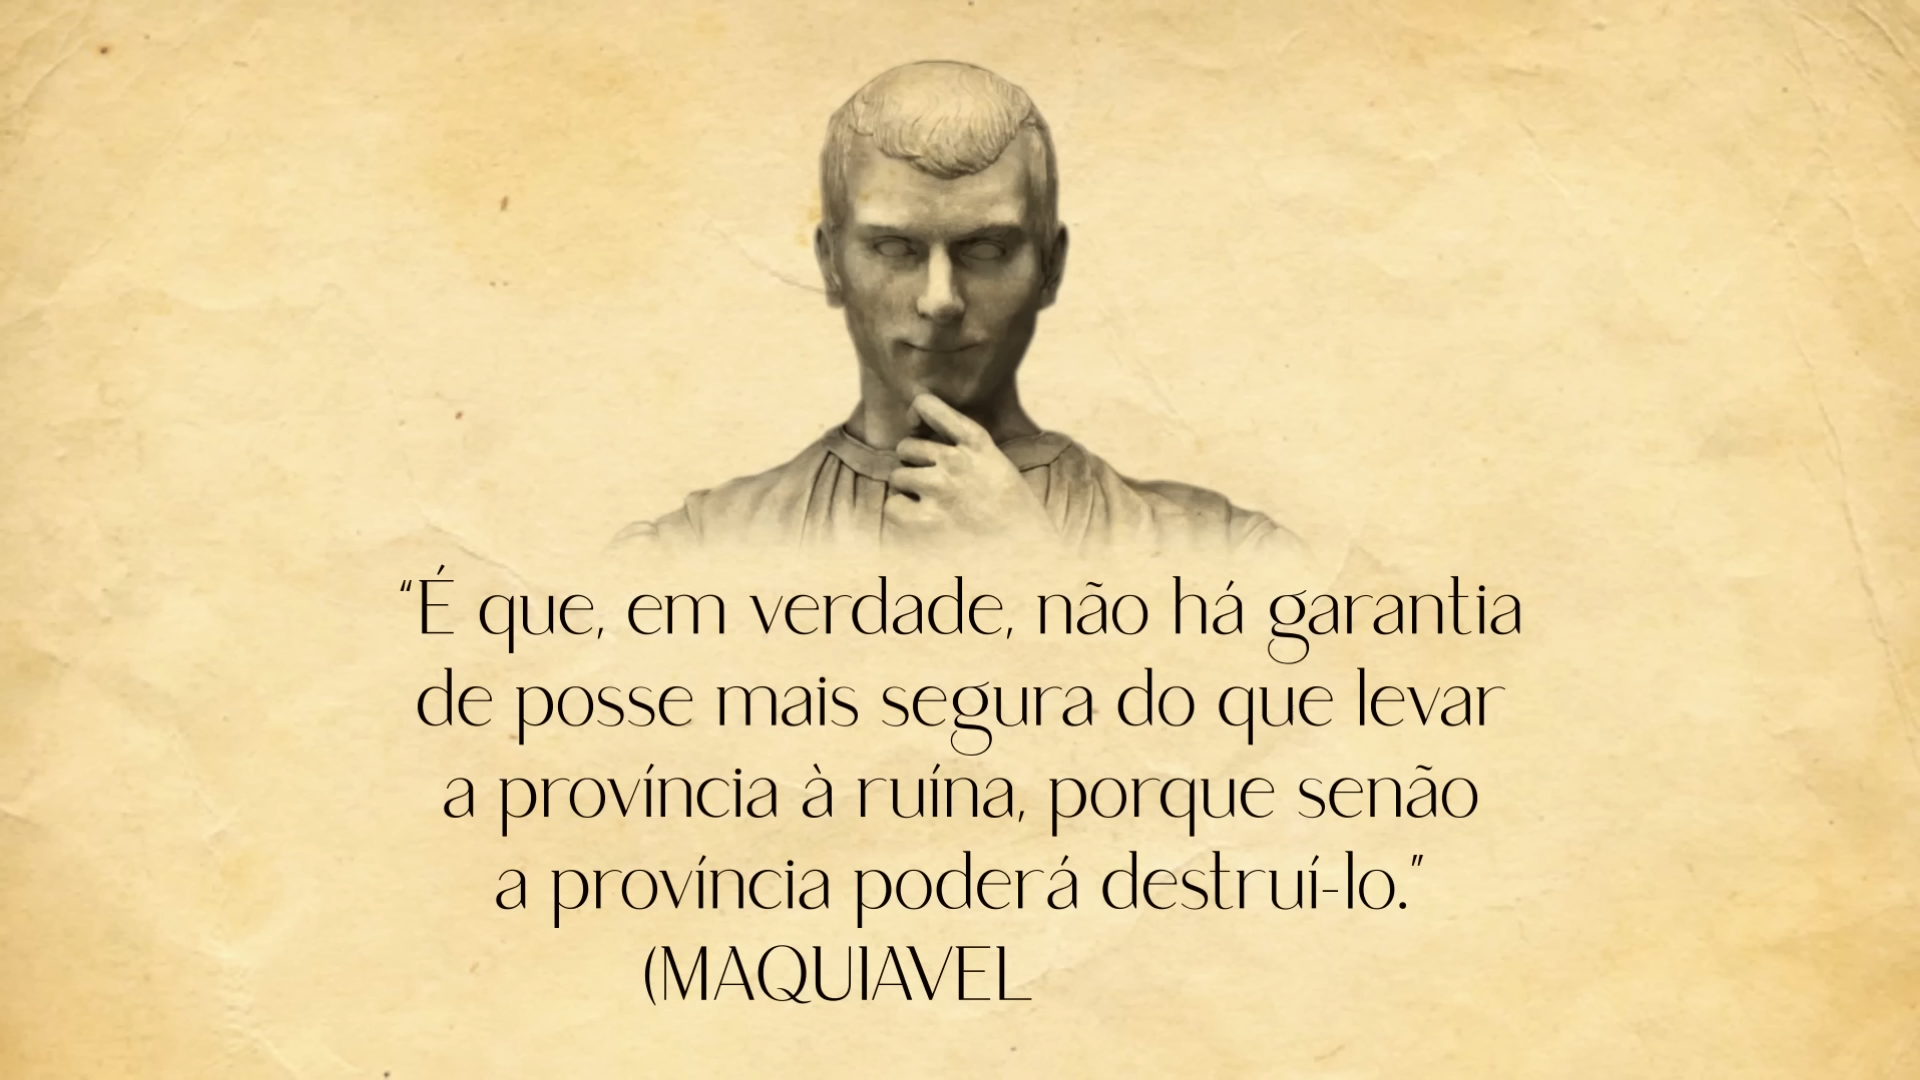 “É que, em verdade, não há garantia
de posse mais segura do que levar
a província à ruína, porque senão
a província poderá destruí-lo.”
(MAQUIAVEL